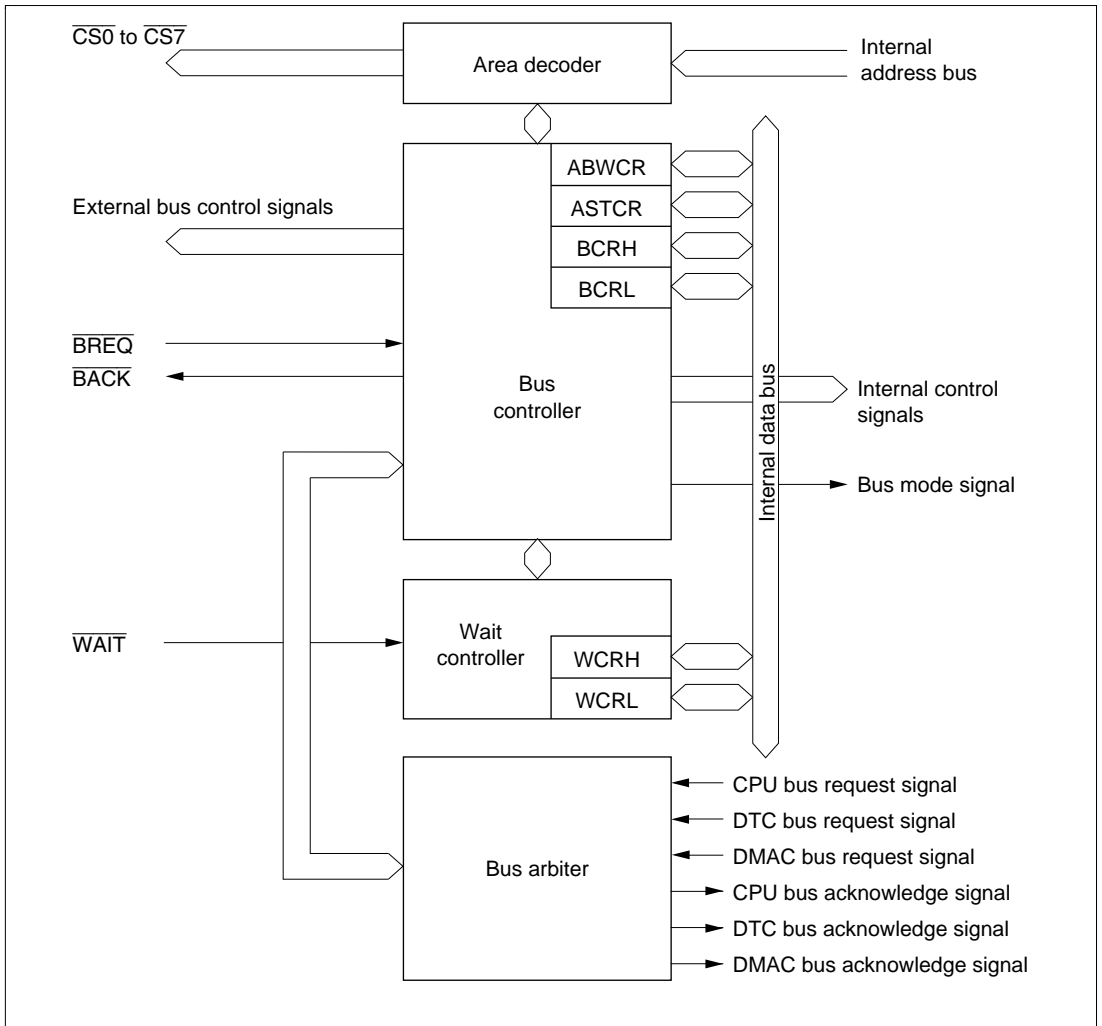 CS0 to CS7
Area decoder
Internal
address bus
ABWCR
ASTCR
BCRH
BCRL
External bus control signals
BREQ
BACK
Bus
controller
Internal data bus
Internal control
signals
Bus mode signal
WAIT
Wait
controller
WCRH
WCRL
Bus arbiter
CPU bus request signal
DTC bus request signal
DMAC bus request signal
CPU bus acknowledge signal
DTC bus acknowledge signal
DMAC bus acknowledge signal